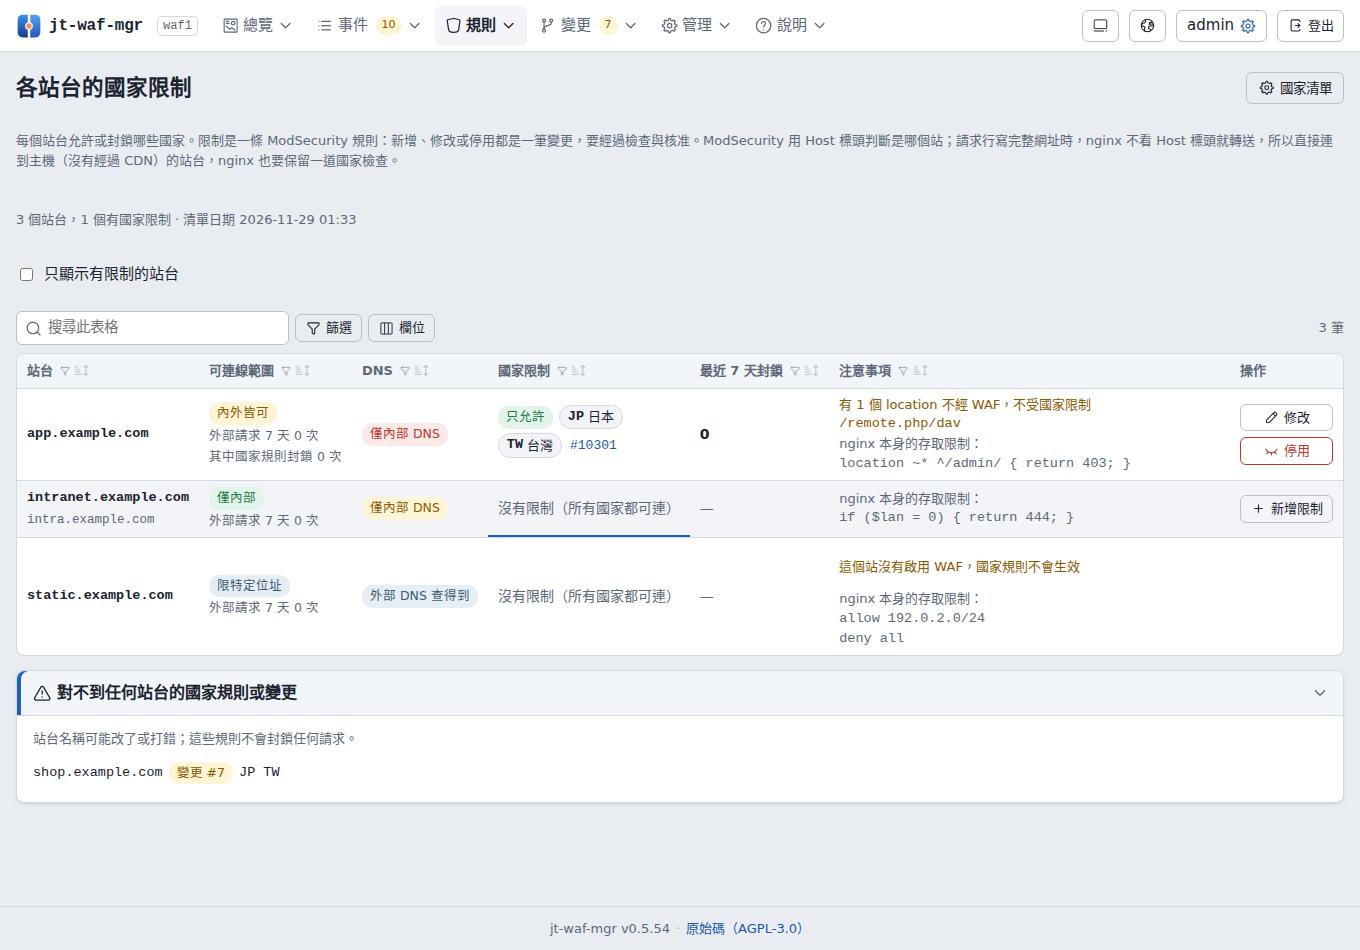 jt-waf-mgr waf1 總覽 事件 10 規則 變更 7 管理 說明 admin 登出
各站台的國家限制 國家清單
每個站台允許或封鎖哪些國家。限制是一條 ModSecurity 規則：新增、修改或停用都是一筆變更，要經過檢查與核准。ModSecurity 用 Host 標頭判斷是哪個站；請求行寫完整網址時，nginx 不看 Host 標頭就轉送，所以直接連
到主機（沒有經過 CDN）的站台，nginx 也要保留一道國家檢查。
3 個站台，1 個有國家限制 · 清單日期 2026-11-29 01:33
只顯示有限制的站台
搜尋此表格 篩選 欄位 3 筆
站台 可連線範圍 DNS 國家限制 最近 7 天封鎖 注意事項 操作
app.example.com
內外皆可
外部請求 7 天 0 次
其中國家規則封鎖 0 次
僅內部 DNS
只允許 JP 日本
TW 台灣 #10301
0
有 1 個 location 不經 WAF，不受國家限制
/remote.php/dav
nginx 本身的存取限制：
location ~* ^/admin/ { return 403; }
修改
停用
intranet.example.com
intra.example.com
僅內部
外部請求 7 天 0 次
僅內部 DNS
沒有限制（所有國家都可連）
—
nginx 本身的存取限制：
if ($lan = 0) { return 444; }
新增限制
static.example.com
限特定位址
外部請求 7 天 0 次
外部 DNS 查得到
沒有限制（所有國家都可連）
—
這個站沒有啟用 WAF，國家規則不會生效
nginx 本身的存取限制：
allow 192.0.2.0/24
deny all
對不到任何站台的國家規則或變更
站台名稱可能改了或打錯；這些規則不會封鎖任何請求。
shop.example.com 變更 #7 JP TW
jt-waf-mgr v0.5.54 · 原始碼（AGPL-3.0）